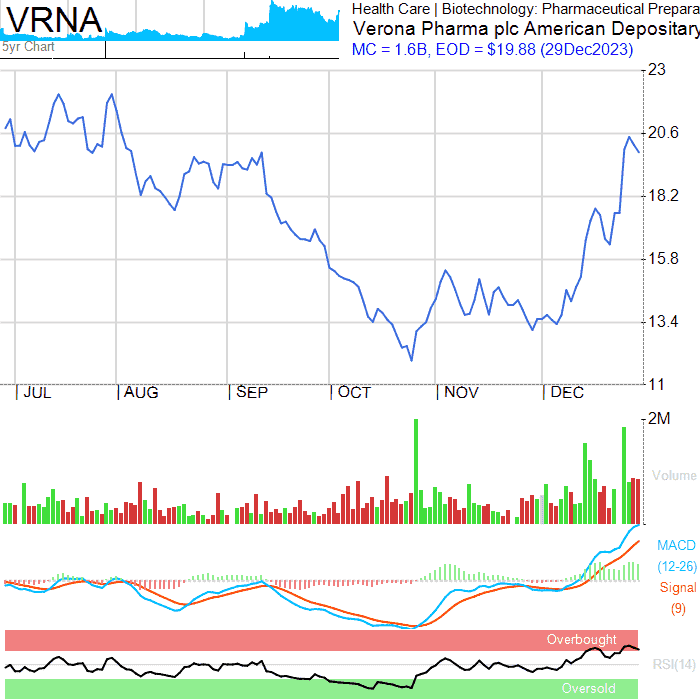 VRNA
5yr Chart
Health Care | Biotechnology: Pharmaceutical Prepara
Verona Pharma plc American Depositary
MC = 1.6B, EOD = $19.88 (29Dec2023)
23
20.6
18.2
15.8
13.4
11
JUL AUG SEP OCT NOV DEC
2M
Volume
MACD
(12-26)
Signal
(9)
Overbought
RSI(14)
Oversold